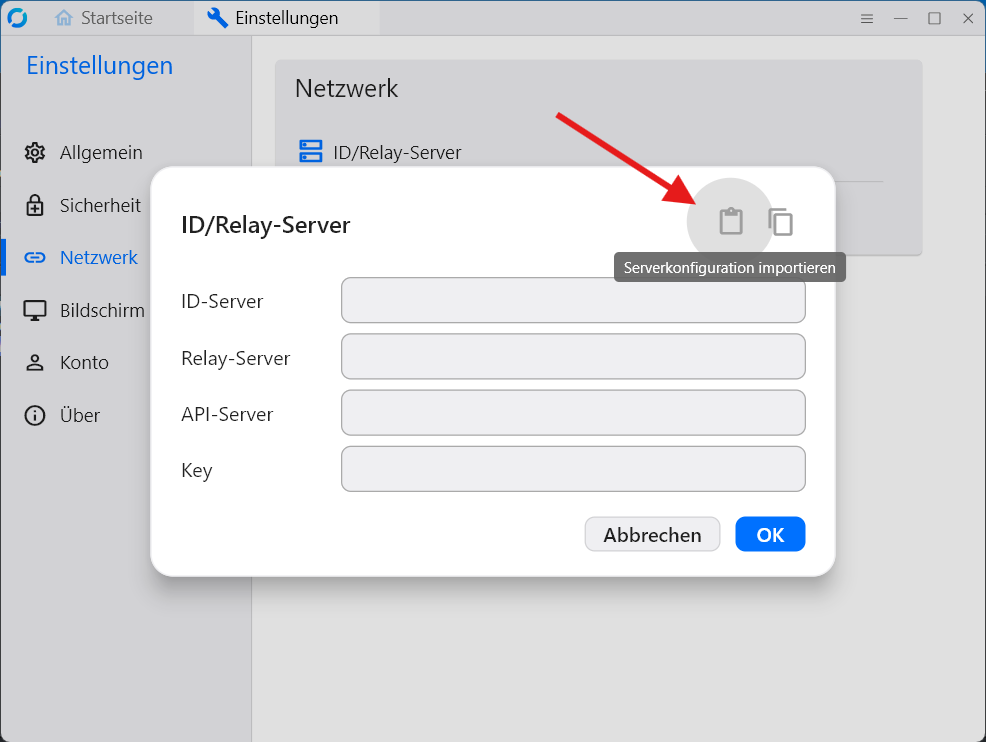 Startseite
Einstellungen
Einstellungen
Allgemein
Sicherheit
Netzwerk
Bildschirm
Konto
Über
Netzwerk
ID/Relay-Server
ID/Relay-Server
Serverkonfiguration importieren
ID-Server
Relay-Server
API-Server
Key
Abbrechen
OK